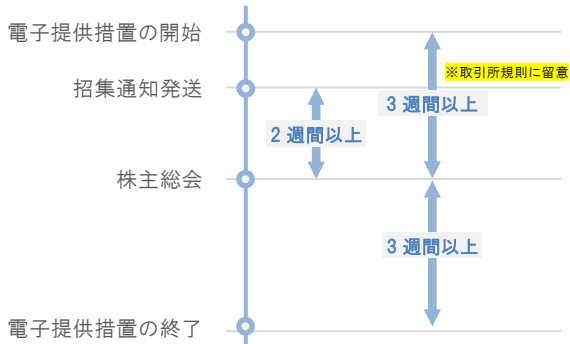 電子提供措置の開始
※取引所規則に留意
招集通知発送
3 週間以上
2 週間以上
株主総会
3 週間以上
電子提供措置の終了